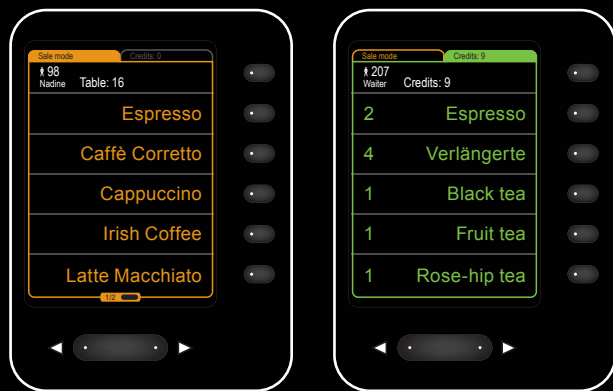 Sale mode Credits: 0
98
Nadine Table: 16
Espresso
Caffè Corretto
Cappuccino
Irish Coffee
Latte Macchiato
1/2
Sale mode Credits: 9
207
Waiter Credits: 9
2 Espresso
4 Verlängerte
1 Black tea
1 Fruit tea
1 Rose-hip tea